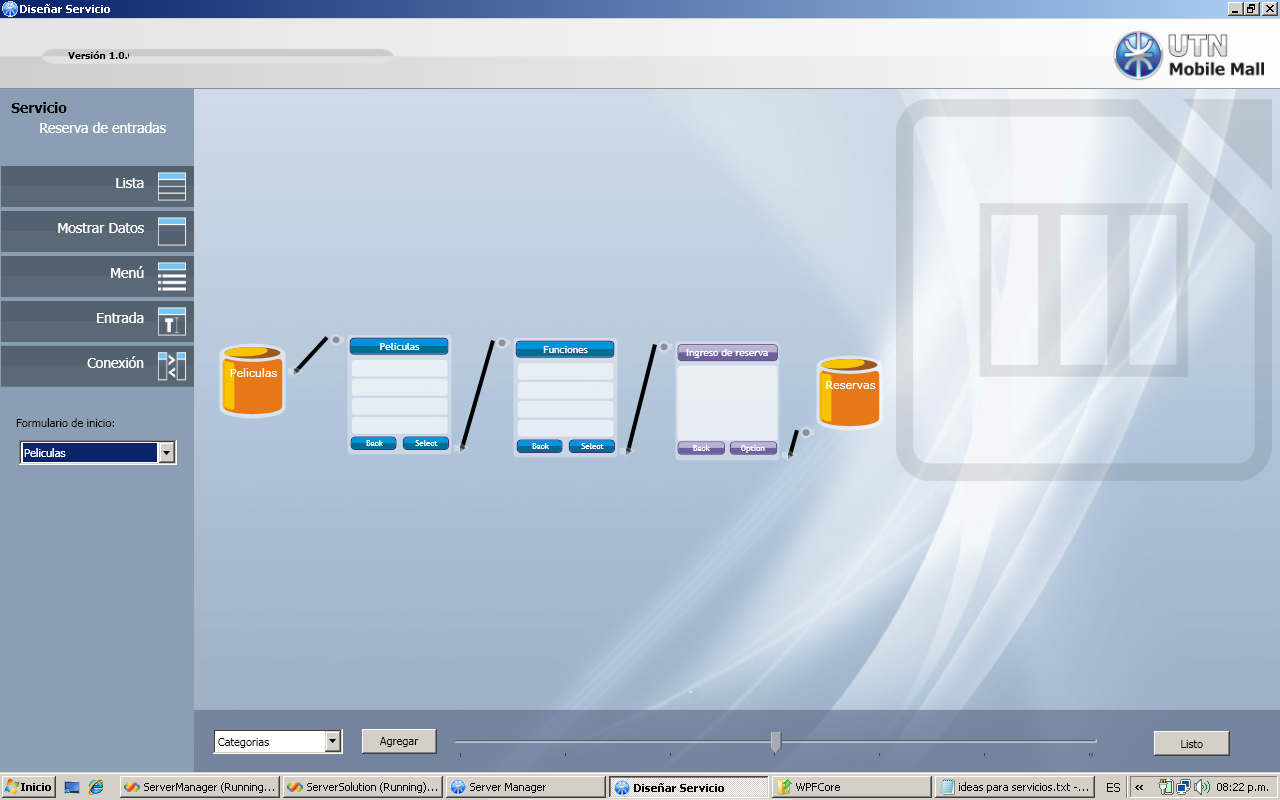 Diseñar Servicio
Versión 1.0.
UTN
Mobile Mall
Servicio
Reserva de entradas
Lista
Mostrar Datos
Menú
Entrada
Conexión
Formulario de inicio:
Peliculas
Peliculas
Peliculas
Back
Select
Funciones
Back
Select
Ingreso de reserva
Back
Option
Reservas
Categorias
Agregar
Listo
Inicio
ServerManager (Running...
ServerSolution (Running)...
Server Manager
Diseñar Servicio
WPFCore
ideas para servicios.txt -...
ES
«
08:22 p.m.